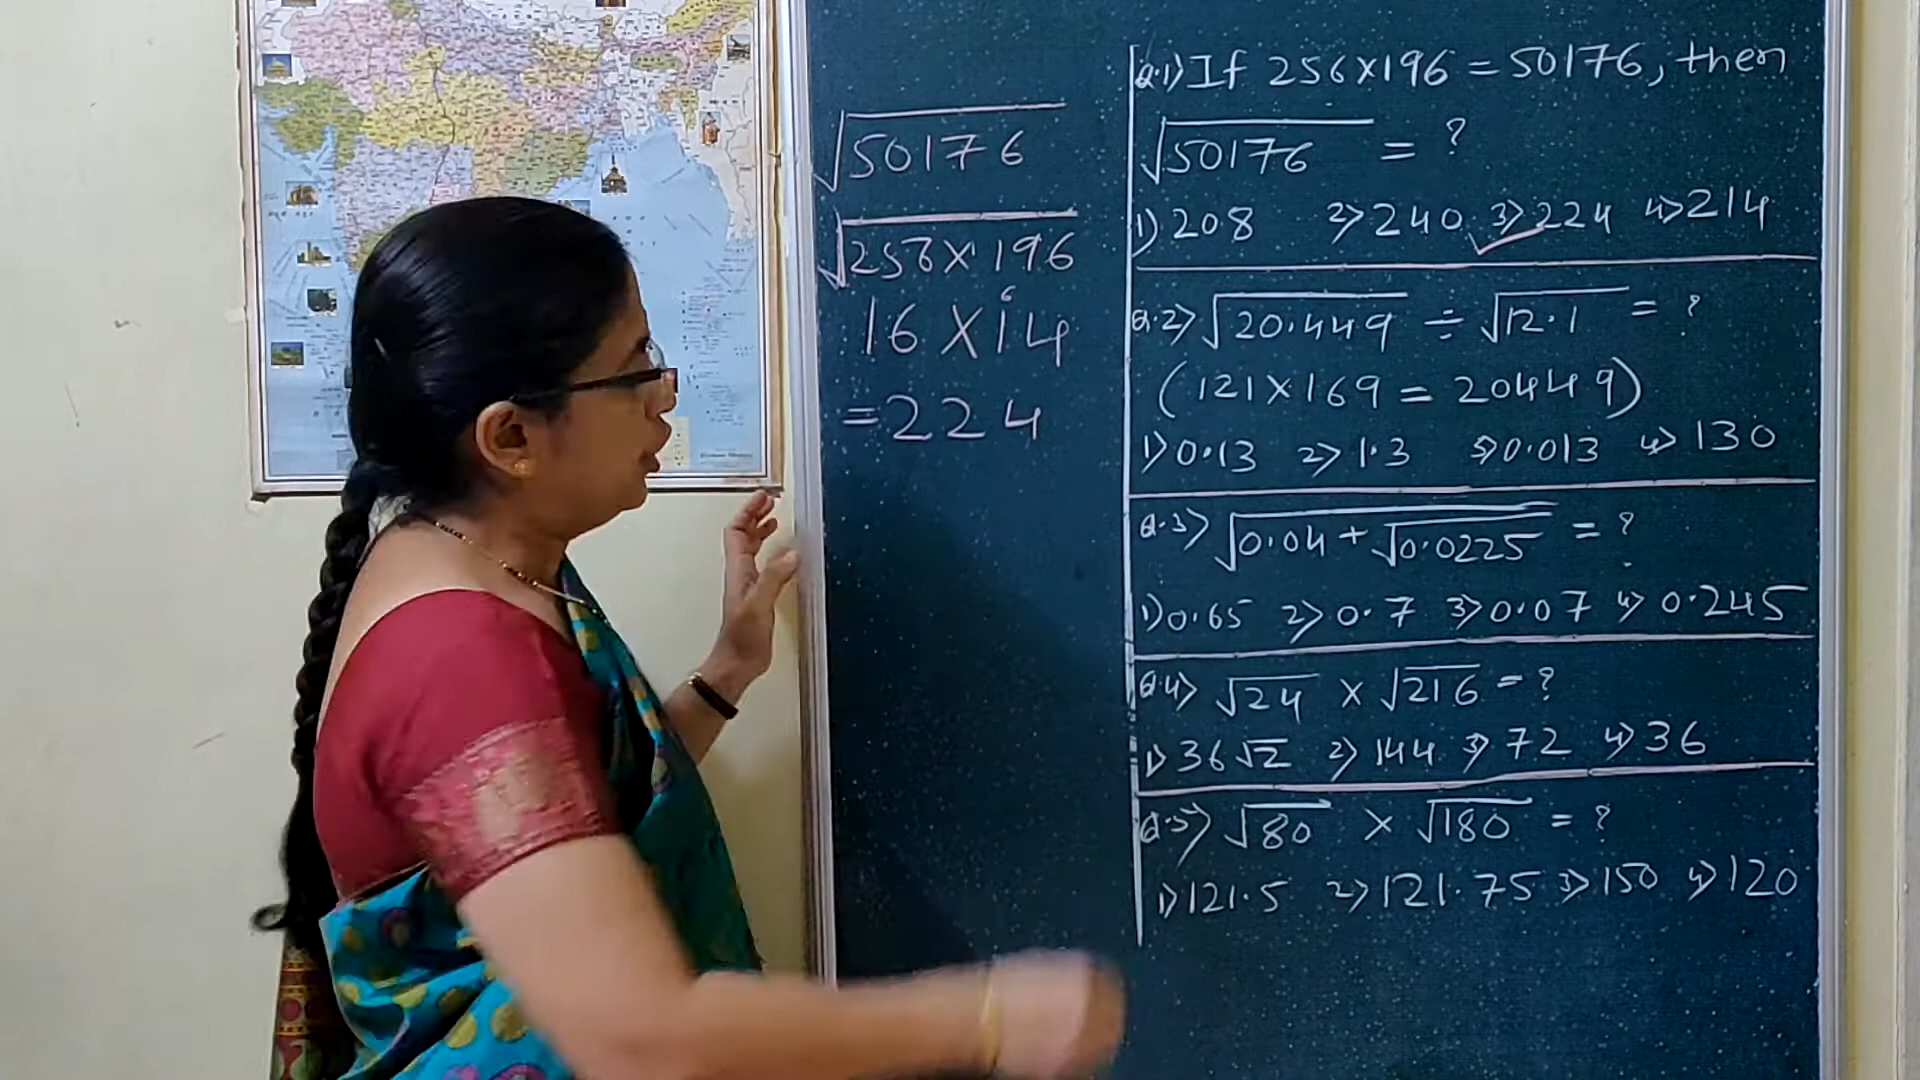 √50176
√256×196
6
16×14
=224
Q.1) If 256×196 = 50176, then
√50176 = ?
1) 208 2) 240 3) 224 4) 214
Q.2) √20.449 ÷ √12.1 = ?
(121×169 = 20449)
1) 0.13 2) 1.3 3) 0.013 4) 130
Q.3) √0.04+√0.0225 = ?
1) 0.65 2) 0.7 3) 0.07 4) 0.245
Q.4) √24 × √216 = ?
1) 36√2 2) 144 3) 72 4) 36
Q.5) √80 × √180 = ?
1) 121.5 2) 121.75 3) 150 4) 120